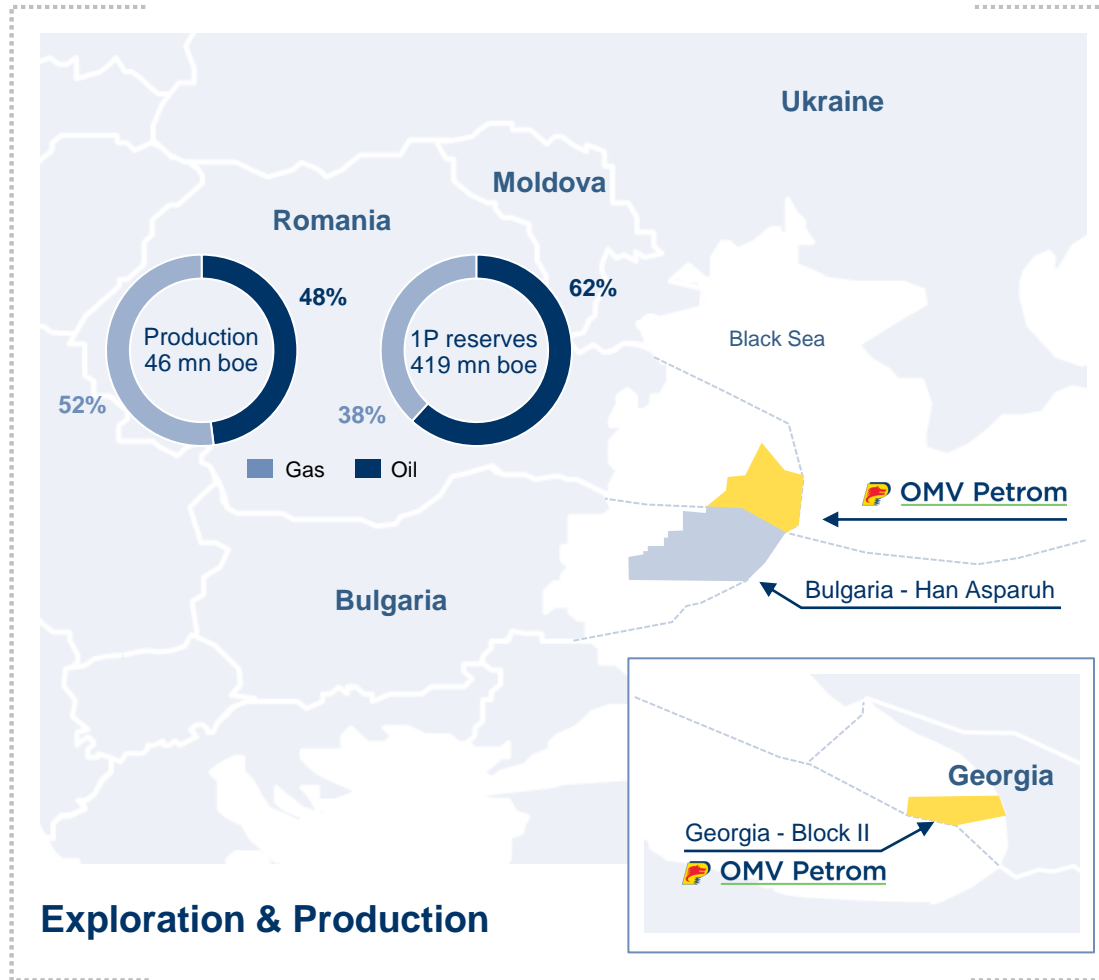 Ukraine
Moldova
Romania
48%
62%
Production
46 mn boe
1P reserves
419 mn boe
Black Sea
52%
38%
Gas
Oil
OMV Petrom
Bulgaria - Han Asparuh
Bulgaria
Georgia
Georgia - Block II
OMV Petrom
Exploration & Production